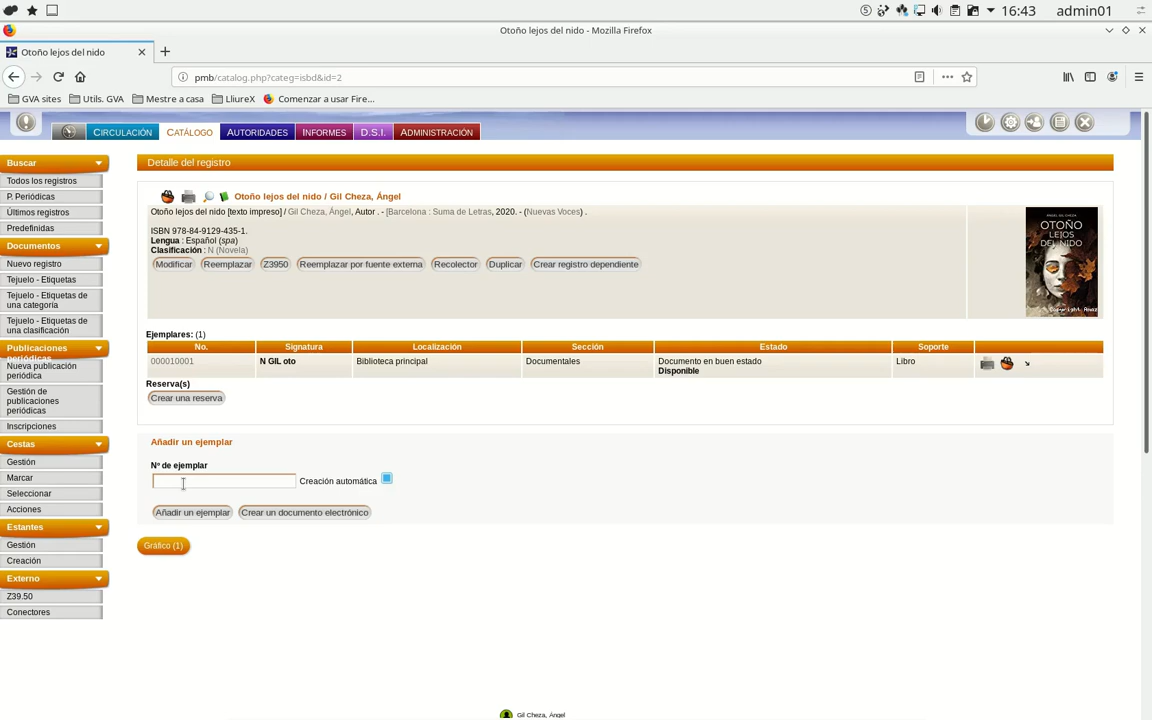 16:43 admin01
Otoño lejos del nido - Mozilla Firefox
Otoño lejos del nido
pmb/catalog.php?categ=isbd&id=2
GVA sites Utils. GVA Mestre a casa LliureX Comenzar a usar Fire...
CIRCULACIÓN CATÁLOGO AUTORIDADES INFORMES D.S.I. ADMINISTRACIÓN
Buscar
Todos los registros
P. Periódicas
Últimos registros
Predefinidas
Documentos
Nuevo registro
Tejuelo - Etiquetas
Tejuelo - Etiquetas de
una categoría
Tejuelo - Etiquetas de
una clasificación
Publicaciones
periódicas
Nueva publicación
periódica
Gestión de
publicaciones
periódicas
Inscripciones
Cestas
Gestión
Marcar
Seleccionar
Acciones
Estantes
Gestión
Creación
Externo
Z39.50
Conectores
Detalle del registro
Otoño lejos del nido / Gil Cheza, Ángel
Otoño lejos del nido [texto impreso] / Gil Cheza, Ángel, Autor . - [Barcelona : Suma de Letras, 2020. - (Nuevas Voces) .
ISBN 978-84-9129-435-1.
Lengua : Español (spa)
Clasificación : N (Novela)
Modificar Reemplazar Z3950 Reemplazar por fuente externa Recolector Duplicar Crear registro dependiente
ÁNGEL GIL CHEZA
OTOÑO
LEJOS
DEL NIDO
Ejemplares: (1)
No. Signatura Localización Sección Estado Soporte
000010001 N GIL oto Biblioteca principal Documentales Documento en buen estado Libro
Disponible
Reserva(s)
Crear una reserva
Añadir un ejemplar
Nº de ejemplar
Creación automática
Añadir un ejemplar Crear un documento electrónico
Gráfico (1)
Gil Cheza, Ángel